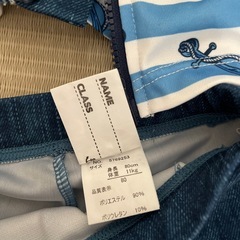 NAME
CLASS
サイズ
身長 80cm
体重 11kg
80
品質表示
ポリエステル 90%
ポリウレタン 10%